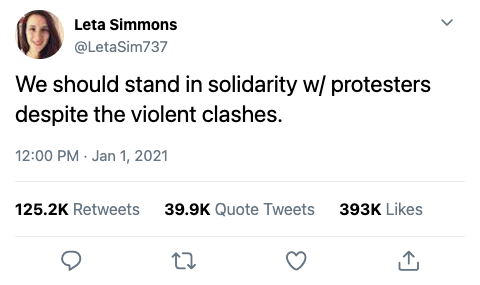 Leta Simmons
@LetaSim737
We should stand in solidarity w/ protesters
despite the violent clashes.
12:00 PM · Jan 1, 2021
125.2K Retweets 39.9K Quote Tweets 393K Likes